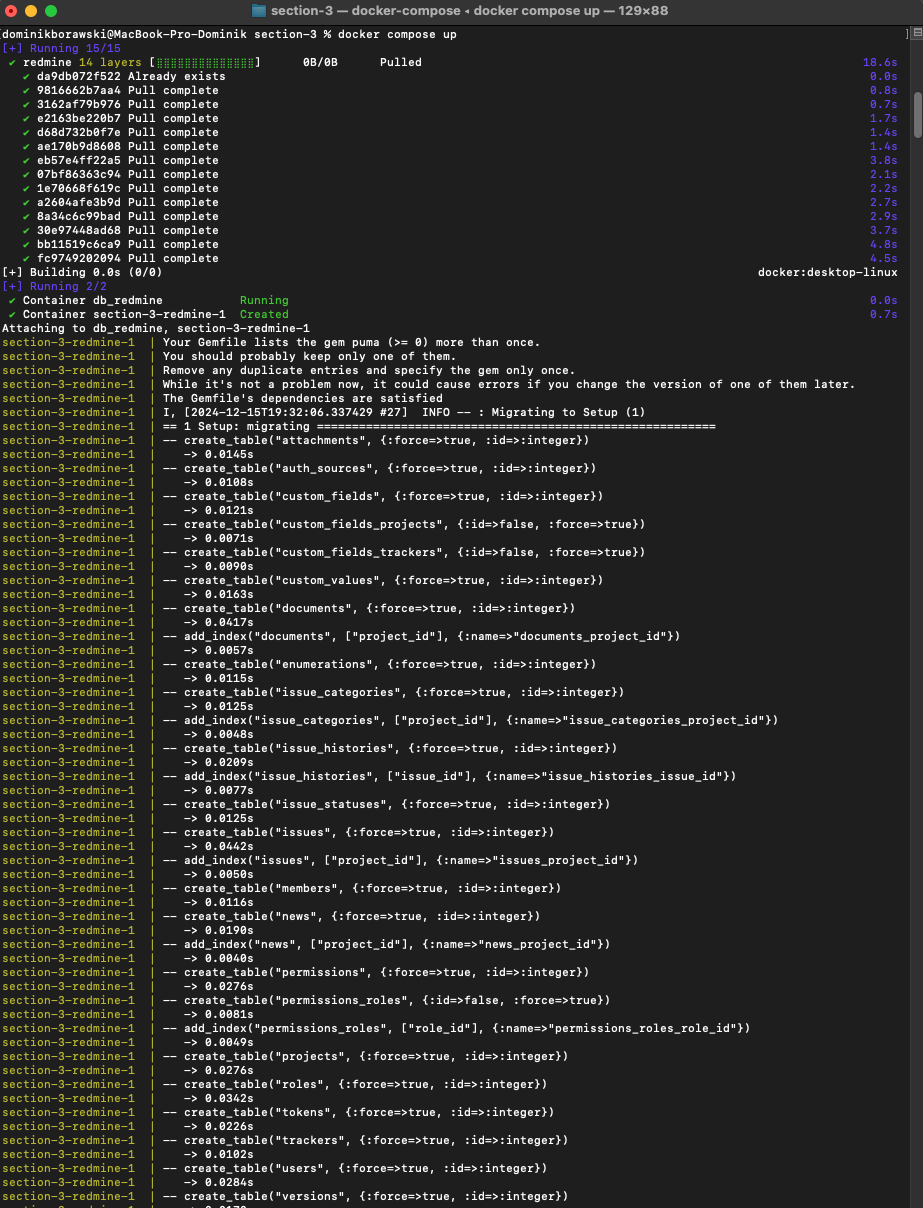 section-3 — docker-compose ◂ docker compose up — 129×88
[dominikborawski@MacBook-Pro-Dominik section-3 % docker compose up ]
[+] Running 15/15
✔ redmine 14 layers [⣿⣿⣿⣿⣿⣿⣿⣿⣿⣿⣿⣿⣿⣿] 0B/0B Pulled 18.6s
✔ da9db072f522 Already exists 0.0s
✔ 9816662b7aa4 Pull complete 0.8s
✔ 3162af79b976 Pull complete 0.7s
✔ e2163be220b7 Pull complete 1.7s
✔ d68d732b0f7e Pull complete 1.4s
✔ ae170b9d8608 Pull complete 1.4s
✔ eb57e4ff22a5 Pull complete 3.8s
✔ 07bf86363c94 Pull complete 2.1s
✔ 1e70668f619c Pull complete 2.2s
✔ a2604afe3b9d Pull complete 2.7s
✔ 8a34c6c99bad Pull complete 2.9s
✔ 30e97448ad68 Pull complete 3.7s
✔ bb11519c6ca9 Pull complete 4.8s
✔ fc9749202094 Pull complete 4.5s
[+] Building 0.0s (0/0) docker:desktop-linux
[+] Running 2/2
✔ Container db_redmine Running 0.0s
✔ Container section-3-redmine-1 Created 0.7s
Attaching to db_redmine, section-3-redmine-1
section-3-redmine-1 | Your Gemfile lists the gem puma (>= 0) more than once.
section-3-redmine-1 | You should probably keep only one of them.
section-3-redmine-1 | Remove any duplicate entries and specify the gem only once.
section-3-redmine-1 | While it's not a problem now, it could cause errors if you change the version of one of them later.
section-3-redmine-1 | The Gemfile's dependencies are satisfied
section-3-redmine-1 | I, [2024-12-15T19:32:06.337429 #27]  INFO -- : Migrating to Setup (1)
section-3-redmine-1 | == 1 Setup: migrating =========================================================
section-3-redmine-1 | -- create_table("attachments", {:force=>true, :id=>:integer})
section-3-redmine-1 |    -> 0.0145s
section-3-redmine-1 | -- create_table("auth_sources", {:force=>true, :id=>:integer})
section-3-redmine-1 |    -> 0.0108s
section-3-redmine-1 | -- create_table("custom_fields", {:force=>true, :id=>:integer})
section-3-redmine-1 |    -> 0.0121s
section-3-redmine-1 | -- create_table("custom_fields_projects", {:id=>false, :force=>true})
section-3-redmine-1 |    -> 0.0071s
section-3-redmine-1 | -- create_table("custom_fields_trackers", {:id=>false, :force=>true})
section-3-redmine-1 |    -> 0.0090s
section-3-redmine-1 | -- create_table("custom_values", {:force=>true, :id=>:integer})
section-3-redmine-1 |    -> 0.0163s
section-3-redmine-1 | -- create_table("documents", {:force=>true, :id=>:integer})
section-3-redmine-1 |    -> 0.0417s
section-3-redmine-1 | -- add_index("documents", ["project_id"], {:name=>"documents_project_id"})
section-3-redmine-1 |    -> 0.0057s
section-3-redmine-1 | -- create_table("enumerations", {:force=>true, :id=>:integer})
section-3-redmine-1 |    -> 0.0115s
section-3-redmine-1 | -- create_table("issue_categories", {:force=>true, :id=>:integer})
section-3-redmine-1 |    -> 0.0125s
section-3-redmine-1 | -- add_index("issue_categories", ["project_id"], {:name=>"issue_categories_project_id"})
section-3-redmine-1 |    -> 0.0048s
section-3-redmine-1 | -- create_table("issue_histories", {:force=>true, :id=>:integer})
section-3-redmine-1 |    -> 0.0209s
section-3-redmine-1 | -- add_index("issue_histories", ["issue_id"], {:name=>"issue_histories_issue_id"})
section-3-redmine-1 |    -> 0.0077s
section-3-redmine-1 | -- create_table("issue_statuses", {:force=>true, :id=>:integer})
section-3-redmine-1 |    -> 0.0125s
section-3-redmine-1 | -- create_table("issues", {:force=>true, :id=>:integer})
section-3-redmine-1 |    -> 0.0442s
section-3-redmine-1 | -- add_index("issues", ["project_id"], {:name=>"issues_project_id"})
section-3-redmine-1 |    -> 0.0050s
section-3-redmine-1 | -- create_table("members", {:force=>true, :id=>:integer})
section-3-redmine-1 |    -> 0.0116s
section-3-redmine-1 | -- create_table("news", {:force=>true, :id=>:integer})
section-3-redmine-1 |    -> 0.0190s
section-3-redmine-1 | -- add_index("news", ["project_id"], {:name=>"news_project_id"})
section-3-redmine-1 |    -> 0.0040s
section-3-redmine-1 | -- create_table("permissions", {:force=>true, :id=>:integer})
section-3-redmine-1 |    -> 0.0276s
section-3-redmine-1 | -- create_table("permissions_roles", {:id=>false, :force=>true})
section-3-redmine-1 |    -> 0.0081s
section-3-redmine-1 | -- add_index("permissions_roles", ["role_id"], {:name=>"permissions_roles_role_id"})
section-3-redmine-1 |    -> 0.0049s
section-3-redmine-1 | -- create_table("projects", {:force=>true, :id=>:integer})
section-3-redmine-1 |    -> 0.0276s
section-3-redmine-1 | -- create_table("roles", {:force=>true, :id=>:integer})
section-3-redmine-1 |    -> 0.0342s
section-3-redmine-1 | -- create_table("tokens", {:force=>true, :id=>:integer})
section-3-redmine-1 |    -> 0.0226s
section-3-redmine-1 | -- create_table("trackers", {:force=>true, :id=>:integer})
section-3-redmine-1 |    -> 0.0102s
section-3-redmine-1 | -- create_table("users", {:force=>true, :id=>:integer})
section-3-redmine-1 |    -> 0.0284s
section-3-redmine-1 | -- create_table("versions", {:force=>true, :id=>:integer})
section-3-redmine-1 |    ->